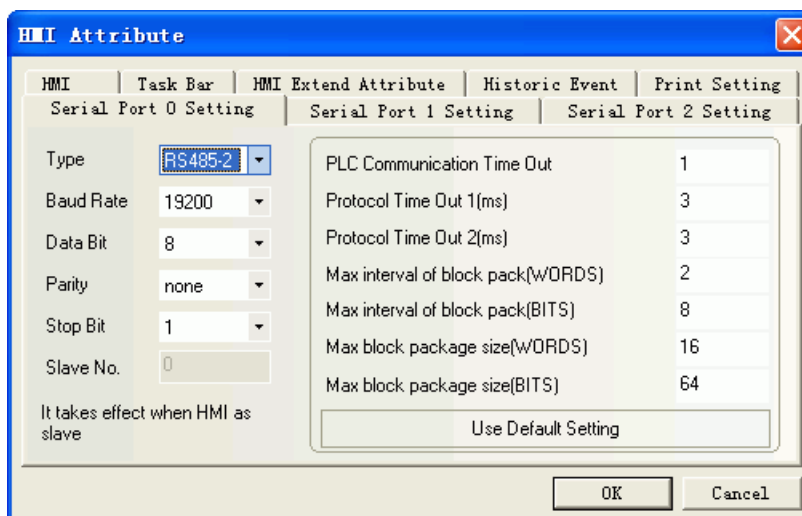 HMI Attribute
HMI
Task Bar
HMI Extend Attribute
Historic Event
Print Setting
Serial Port 0 Setting
Serial Port 1 Setting
Serial Port 2 Setting
Type
RS485-2
Baud Rate
19200
Data Bit
8
Parity
none
Stop Bit
1
Slave No.
0
It takes effect when HMI as
slave
PLC Communication Time Out
1
Protocol Time Out 1(ms)
3
Protocol Time Out 2(ms)
3
Max interval of block pack(WORDS)
2
Max interval of block pack(BITS)
8
Max block package size(WORDS)
16
Max block package size(BITS)
64
Use Default Setting
OK
Cancel